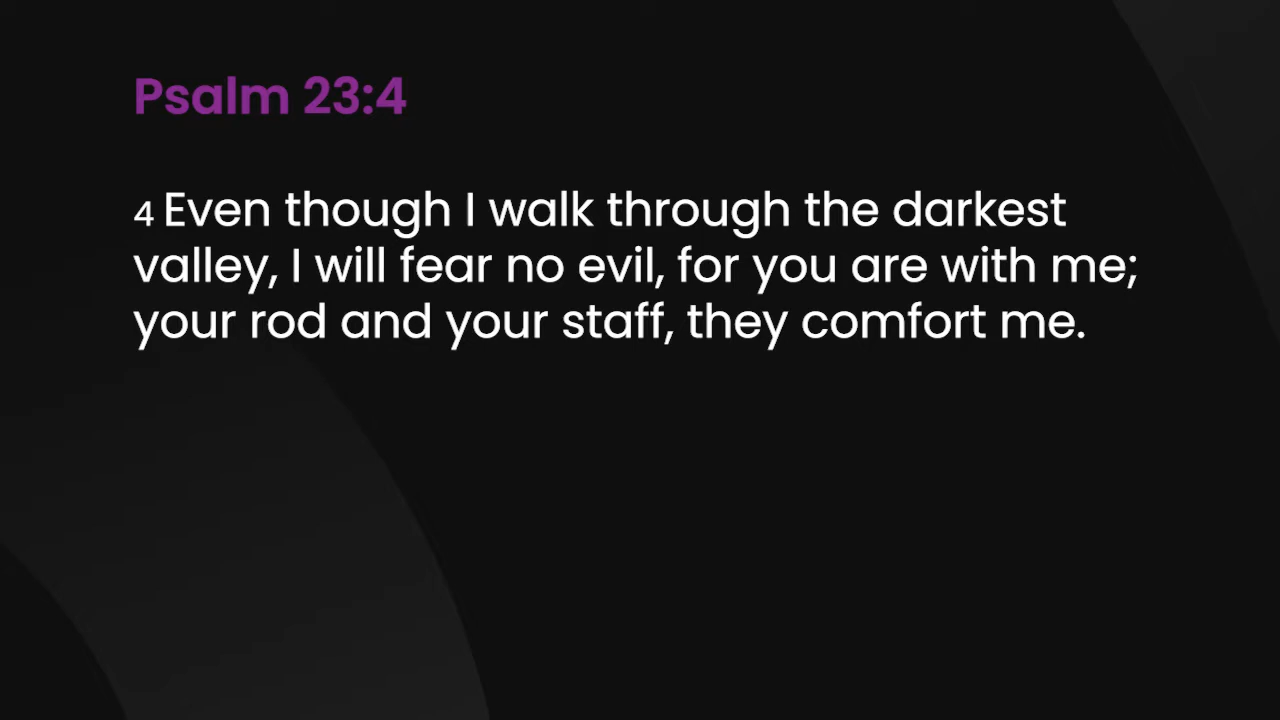 Psalm 23:4
4 Even though I walk through the darkest
valley, I will fear no evil, for you are with me;
your rod and your staff, they comfort me.